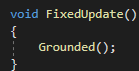 void FixedUpdate()
{
    Grounded();
}